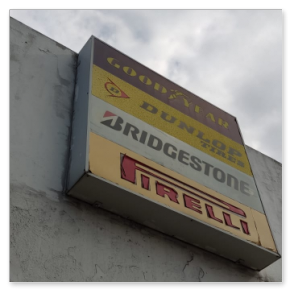 GOODYEAR
DUNLOP
TIRES
BRIDGESTONE
PIRELLI